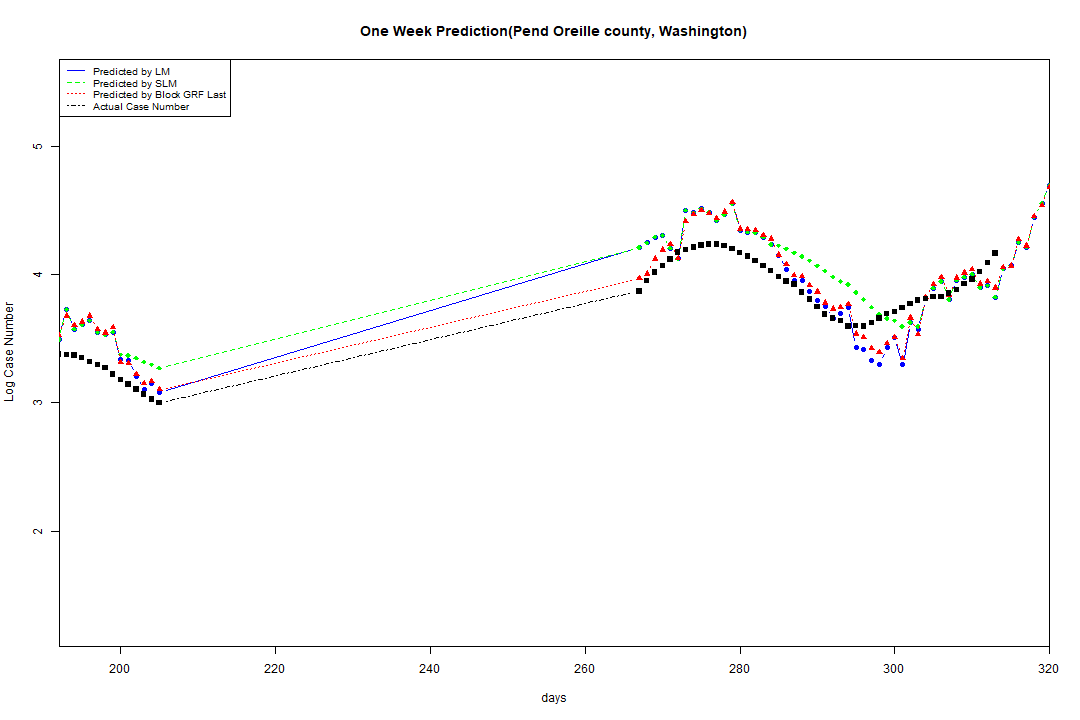 One Week Prediction(Pend Oreille county, Washington)
Predicted by LM
Predicted by SLM
Predicted by Block GRF Last
Actual Case Number
5
4
3
2
Log Case Number
200 220 240 260 280 300 320
days